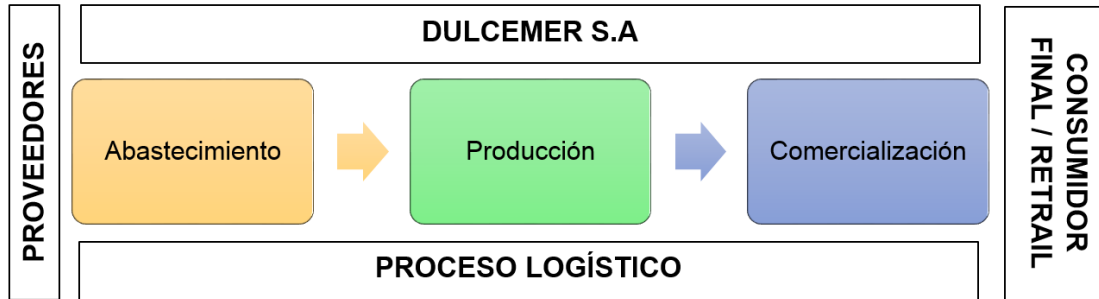 PROVEEDORES
DULCEMER S.A
Abastecimiento
Producción
Comercialización
PROCESO LOGÍSTICO
CONSUMIDOR
FINAL / RETRAIL